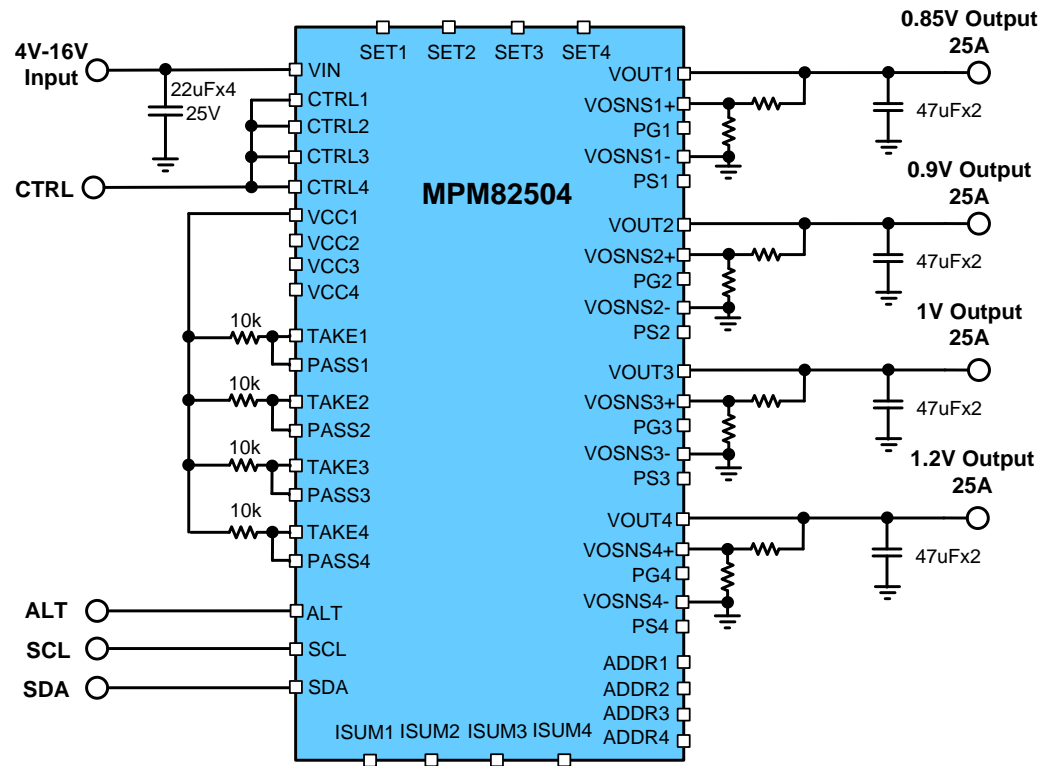 SET1 SET2 SET3 SET4
4V-16V
Input
22uFx4
25V
CTRL
VIN
CTRL1
CTRL2
CTRL3
CTRL4
VCC1
VCC2
VCC3
VCC4
10k
TAKE1
PASS1
10k
TAKE2
PASS2
10k
TAKE3
PASS3
10k
TAKE4
PASS4
ALT
ALT
SCL
SCL
SDA
SDA
MPM82504
ISUM1 ISUM2 ISUM3 ISUM4
VOUT1
VOSNS1+
PG1
VOSNS1-
PS1
VOUT2
VOSNS2+
PG2
VOSNS2-
PS2
VOUT3
VOSNS3+
PG3
VOSNS3-
PS3
VOUT4
VOSNS4+
PG4
VOSNS4-
PS4
ADDR1
ADDR2
ADDR3
ADDR4
0.85V Output
25A
47uFx2
0.9V Output
25A
47uFx2
1V Output
25A
47uFx2
1.2V Output
25A
47uFx2